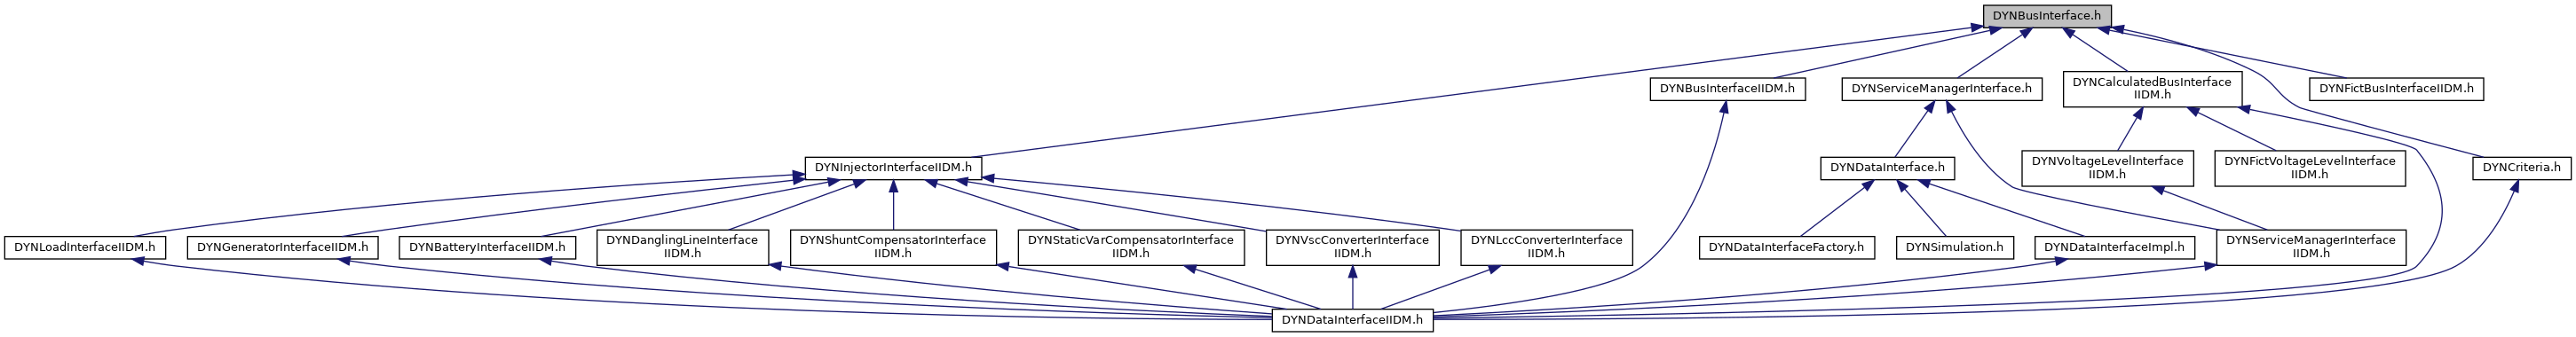 DYNBusInterface.h
DYNBusInterfaceIIDM.h
DYNServiceManagerInterface.h
DYNCalculatedBusInterface
IIDM.h
DYNFictBusInterfaceIIDM.h
DYNInjectorInterfaceIIDM.h
DYNDataInterface.h
DYNVoltageLevelInterface
IIDM.h
DYNFictVoltageLevelInterface
IIDM.h
DYNCriteria.h
DYNLoadInterfaceIIDM.h
DYNGeneratorInterfaceIIDM.h
DYNBatteryInterfaceIIDM.h
DYNDanglingLineInterface
IIDM.h
DYNShuntCompensatorInterface
IIDM.h
DYNStaticVarCompensatorInterface
IIDM.h
DYNVscConverterInterface
IIDM.h
DYNLccConverterInterface
IIDM.h
DYNDataInterfaceFactory.h
DYNSimulation.h
DYNDataInterfaceImpl.h
DYNServiceManagerInterface
IIDM.h
DYNDataInterfaceIIDM.h